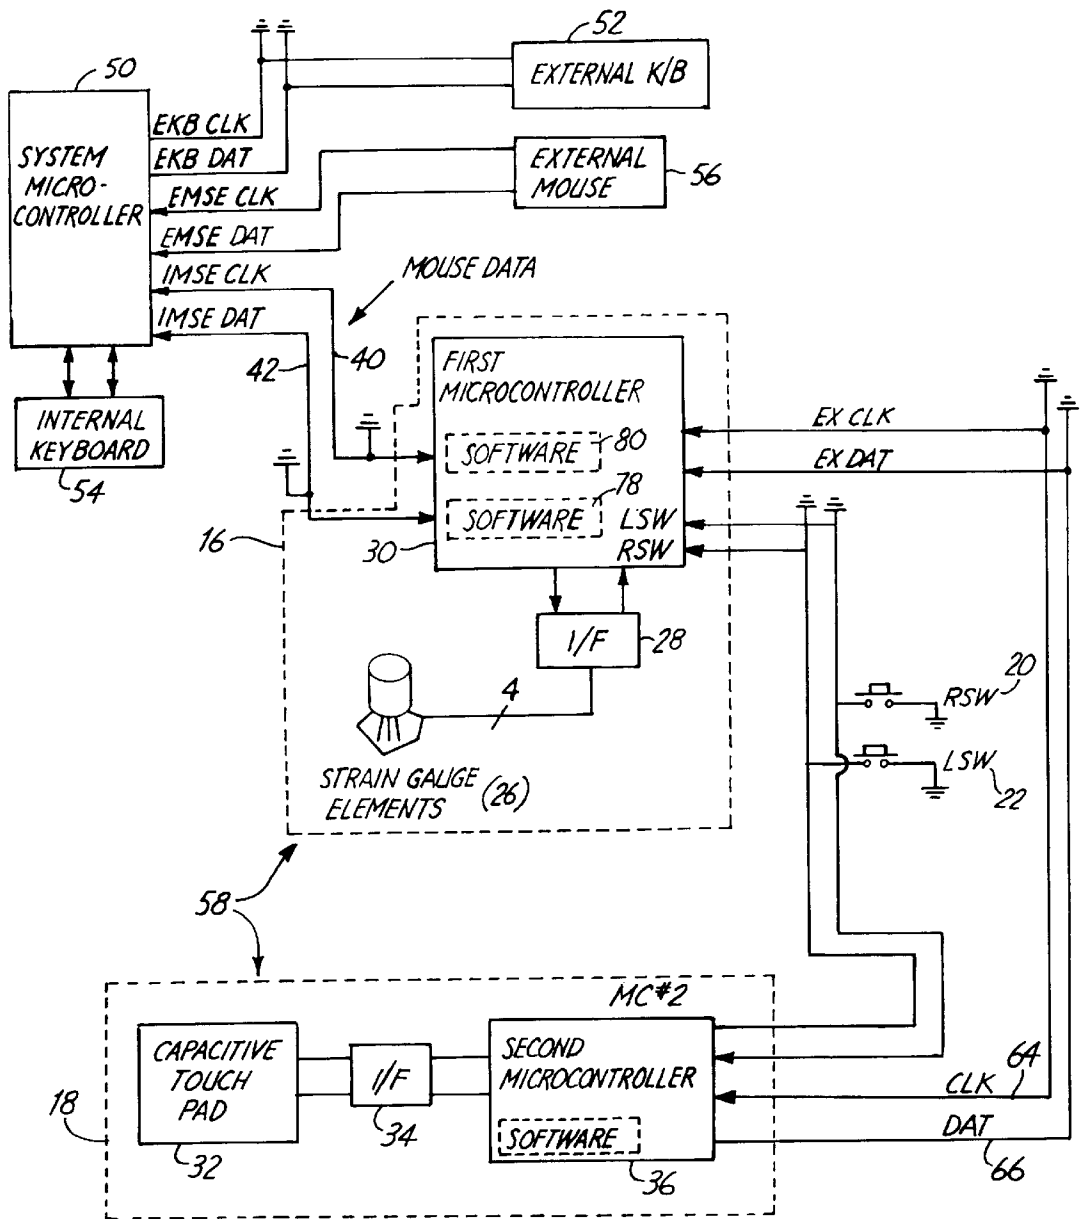 52
50
EXTERNAL K/B
EKB CLK
SYSTEM
MICRO-
CONTROLLER
EKB DAT
EXTERNAL
MOUSE
56
EMSE CLK
EMSE DAT
MOUSE DATA
IMSE CLK
IMSE DAT
42
40
FIRST
MICROCONTROLLER
INTERNAL
KEYBOARD
54
EX CLK
SOFTWARE
80
EX DAT
78
SOFTWARE
LSW
16
30
RSW
I/F
28
4
RSW
20
STRAIN GAUGE
ELEMENTS
(26)
LSW
22
58
MC#2
CAPACITIVE
TOUCH
PAD
I/F
SECOND
MICROCONTROLLER
CLK
64
18
34
SOFTWARE
DAT
32
36
66